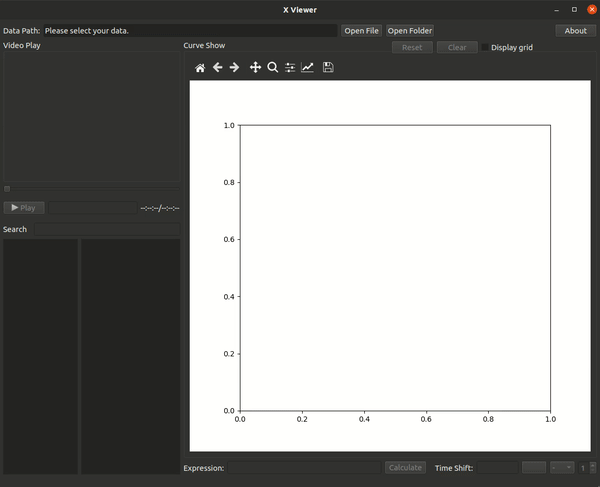 X Viewer
Data Path: Please select your data. Open File Open Folder About
Video Play Curve Show Reset Clear Display grid
Play --:--:--/--:--:--
Search
1.0
0.8
0.6
0.4
0.2
0.0
0.0 0.2 0.4 0.6 0.8 1.0
Expression: Calculate Time Shift: - 1